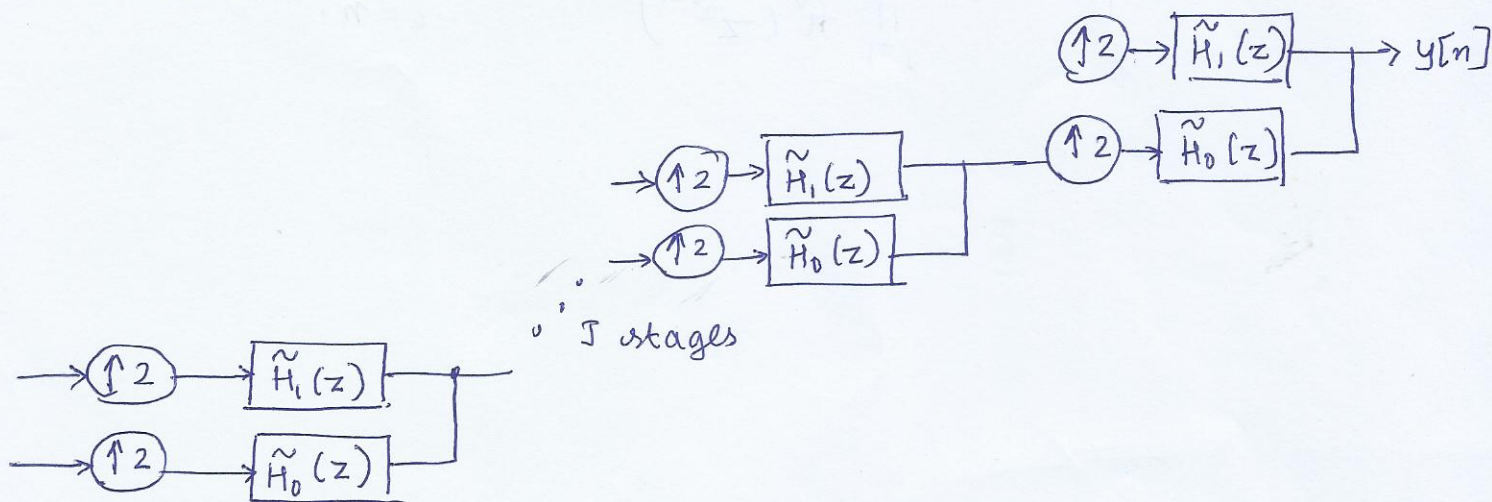 ↑2 H̃₁(z) y[n]
↑2 H̃₀(z)
↑2 H̃₁(z)
↑2 H̃₀(z)
J stages
↑2 H̃₁(z)
↑2 H̃₀(z)